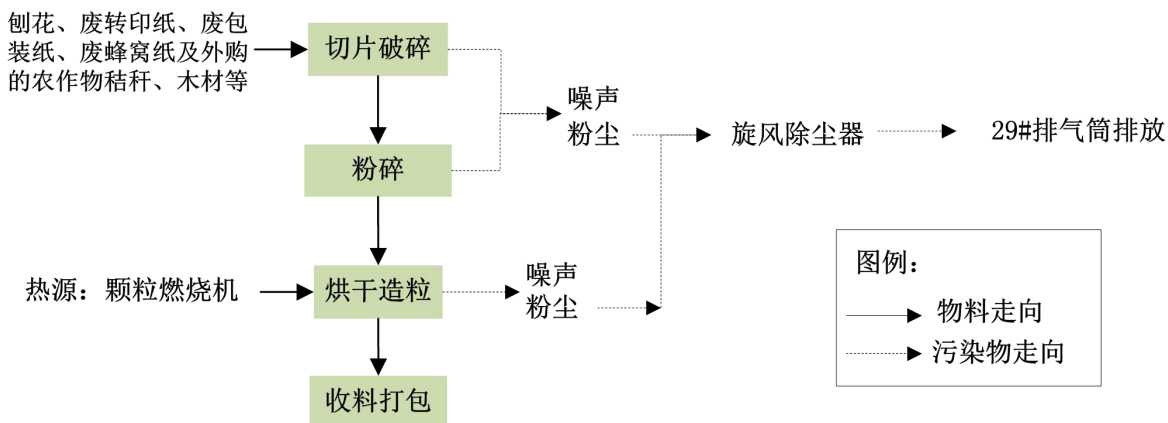 刨花、废转印纸、废包
装纸、废蜂窝纸及外购
的农作物秸秆、木材等
切片破碎
噪声
粉尘
旋风除尘器
29#排气筒排放
粉碎
热源：颗粒燃烧机
烘干造粒
噪声
粉尘
收料打包
图例：
物料走向
污染物走向